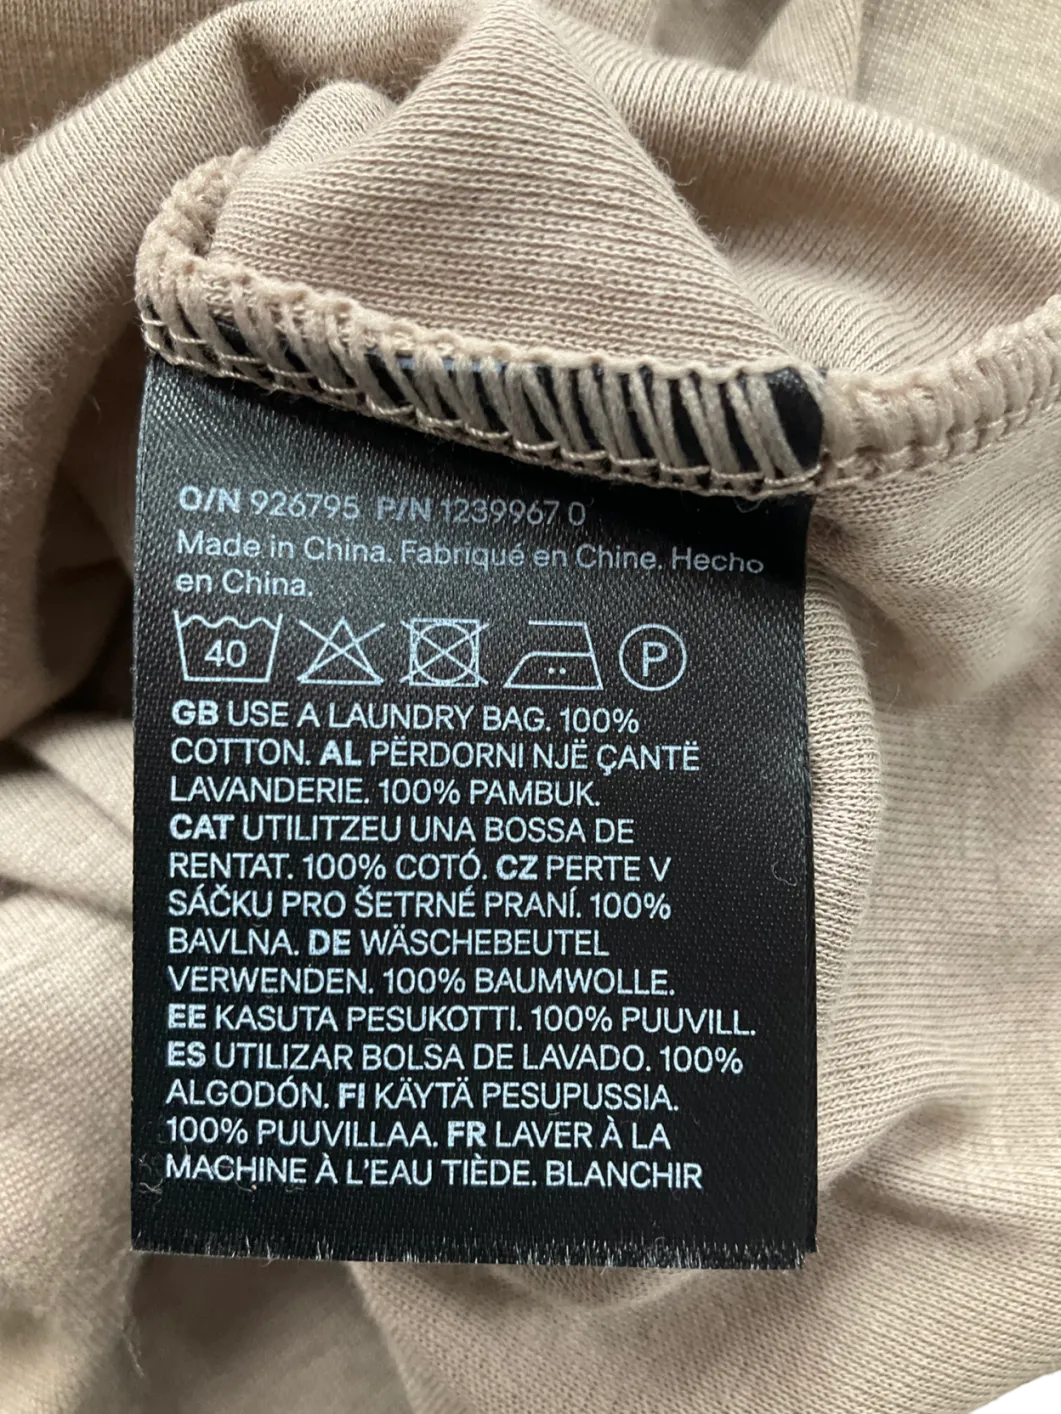 O/N 926795 P/N 1239967 0
Made in China. Fabriqué en Chine. Hecho
en China.
40 P
GB USE A LAUNDRY BAG. 100%
COTTON. AL PËRDORNI NJË ÇANTË
LAVANDERIE. 100% PAMBUK.
CAT UTILITZEU UNA BOSSA DE
RENTAT. 100% COTÓ. CZ PERTE V
SÁČKU PRO ŠETRNÉ PRANÍ. 100%
BAVLNA. DE WÄSCHEBEUTEL
VERWENDEN. 100% BAUMWOLLE.
EE KASUTA PESUKOTTI. 100% PUUVILL.
ES UTILIZAR BOLSA DE LAVADO. 100%
ALGODÓN. FI KÄYTÄ PESUPUSSIA.
100% PUUVILLAA. FR LAVER À LA
MACHINE À L'EAU TIÈDE. BLANCHIR